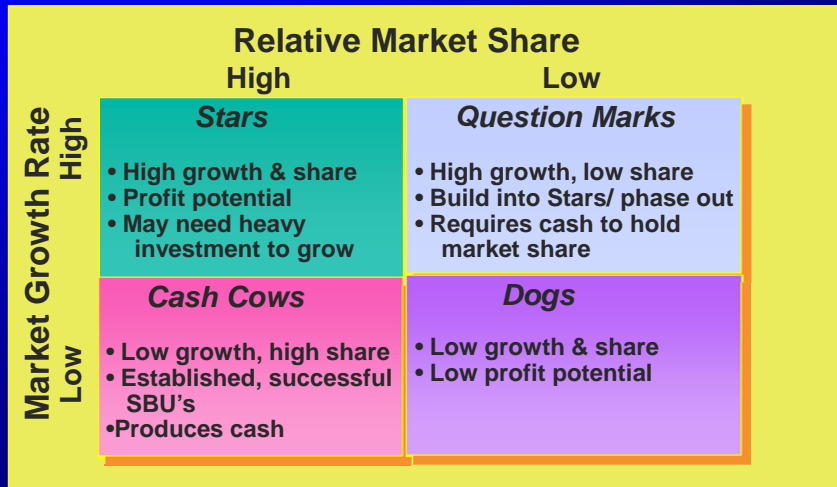 Relative Market Share
High
Low
Market Growth Rate
High
Low
Stars
• High growth & share
• Profit potential
• May need heavy
investment to grow
Question Marks
• High growth, low share
• Build into Stars/ phase out
• Requires cash to hold
market share
Cash Cows
• Low growth, high share
• Established, successful
SBU's
•Produces cash
Dogs
• Low growth & share
• Low profit potential